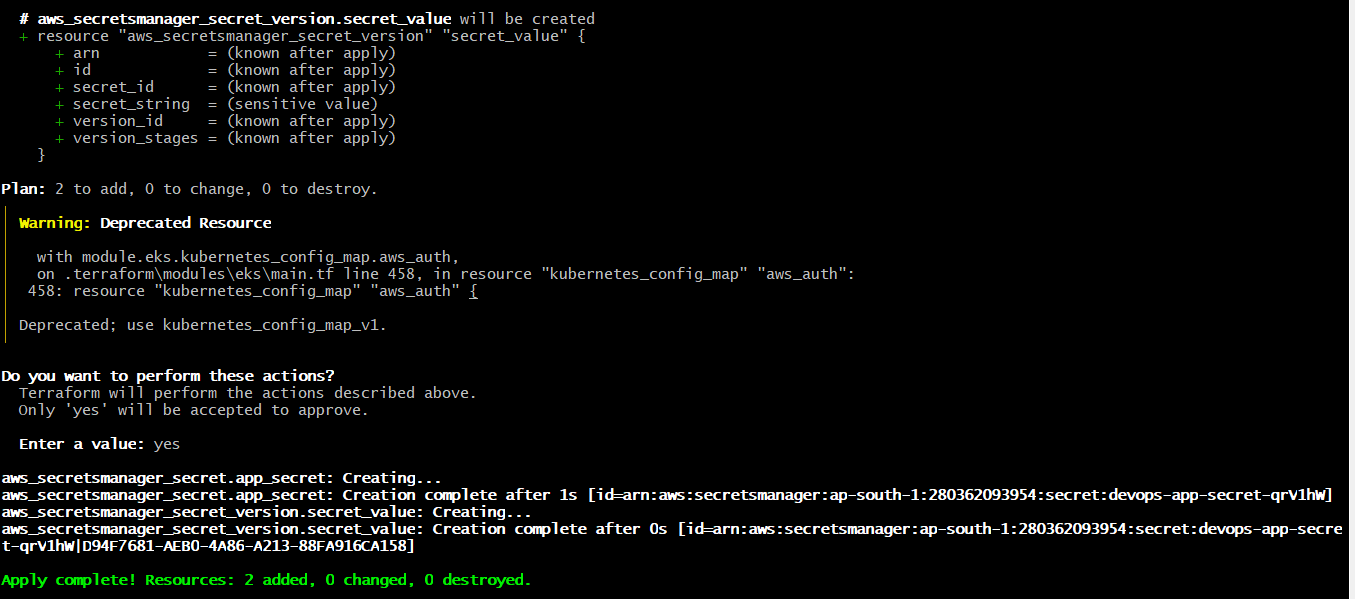 # aws_secretsmanager_secret_version.secret_value will be created
+ resource "aws_secretsmanager_secret_version" "secret_value" {
+ arn = (known after apply)
+ id = (known after apply)
+ secret_id = (known after apply)
+ secret_string = (sensitive value)
+ version_id = (known after apply)
+ version_stages = (known after apply)
}
Plan: 2 to add, 0 to change, 0 to destroy.
Warning: Deprecated Resource
with module.eks.kubernetes_config_map.aws_auth,
on .terraform\modules\eks\main.tf line 458, in resource "kubernetes_config_map" "aws_auth":
458: resource "kubernetes_config_map" "aws_auth" {
Deprecated; use kubernetes_config_map_v1.
Do you want to perform these actions?
Terraform will perform the actions described above.
Only 'yes' will be accepted to approve.
Enter a value: yes
aws_secretsmanager_secret.app_secret: Creating...
aws_secretsmanager_secret.app_secret: Creation complete after 1s [id=arn:aws:secretsmanager:ap-south-1:280362093954:secret:devops-app-secret-qrV1hW]
aws_secretsmanager_secret_version.secret_value: Creating...
aws_secretsmanager_secret_version.secret_value: Creation complete after 0s [id=arn:aws:secretsmanager:ap-south-1:280362093954:secret:devops-app-secre
t-qrV1hW|D94F7681-AEB0-4A86-A213-88FA916CA158]
Apply complete! Resources: 2 added, 0 changed, 0 destroyed.